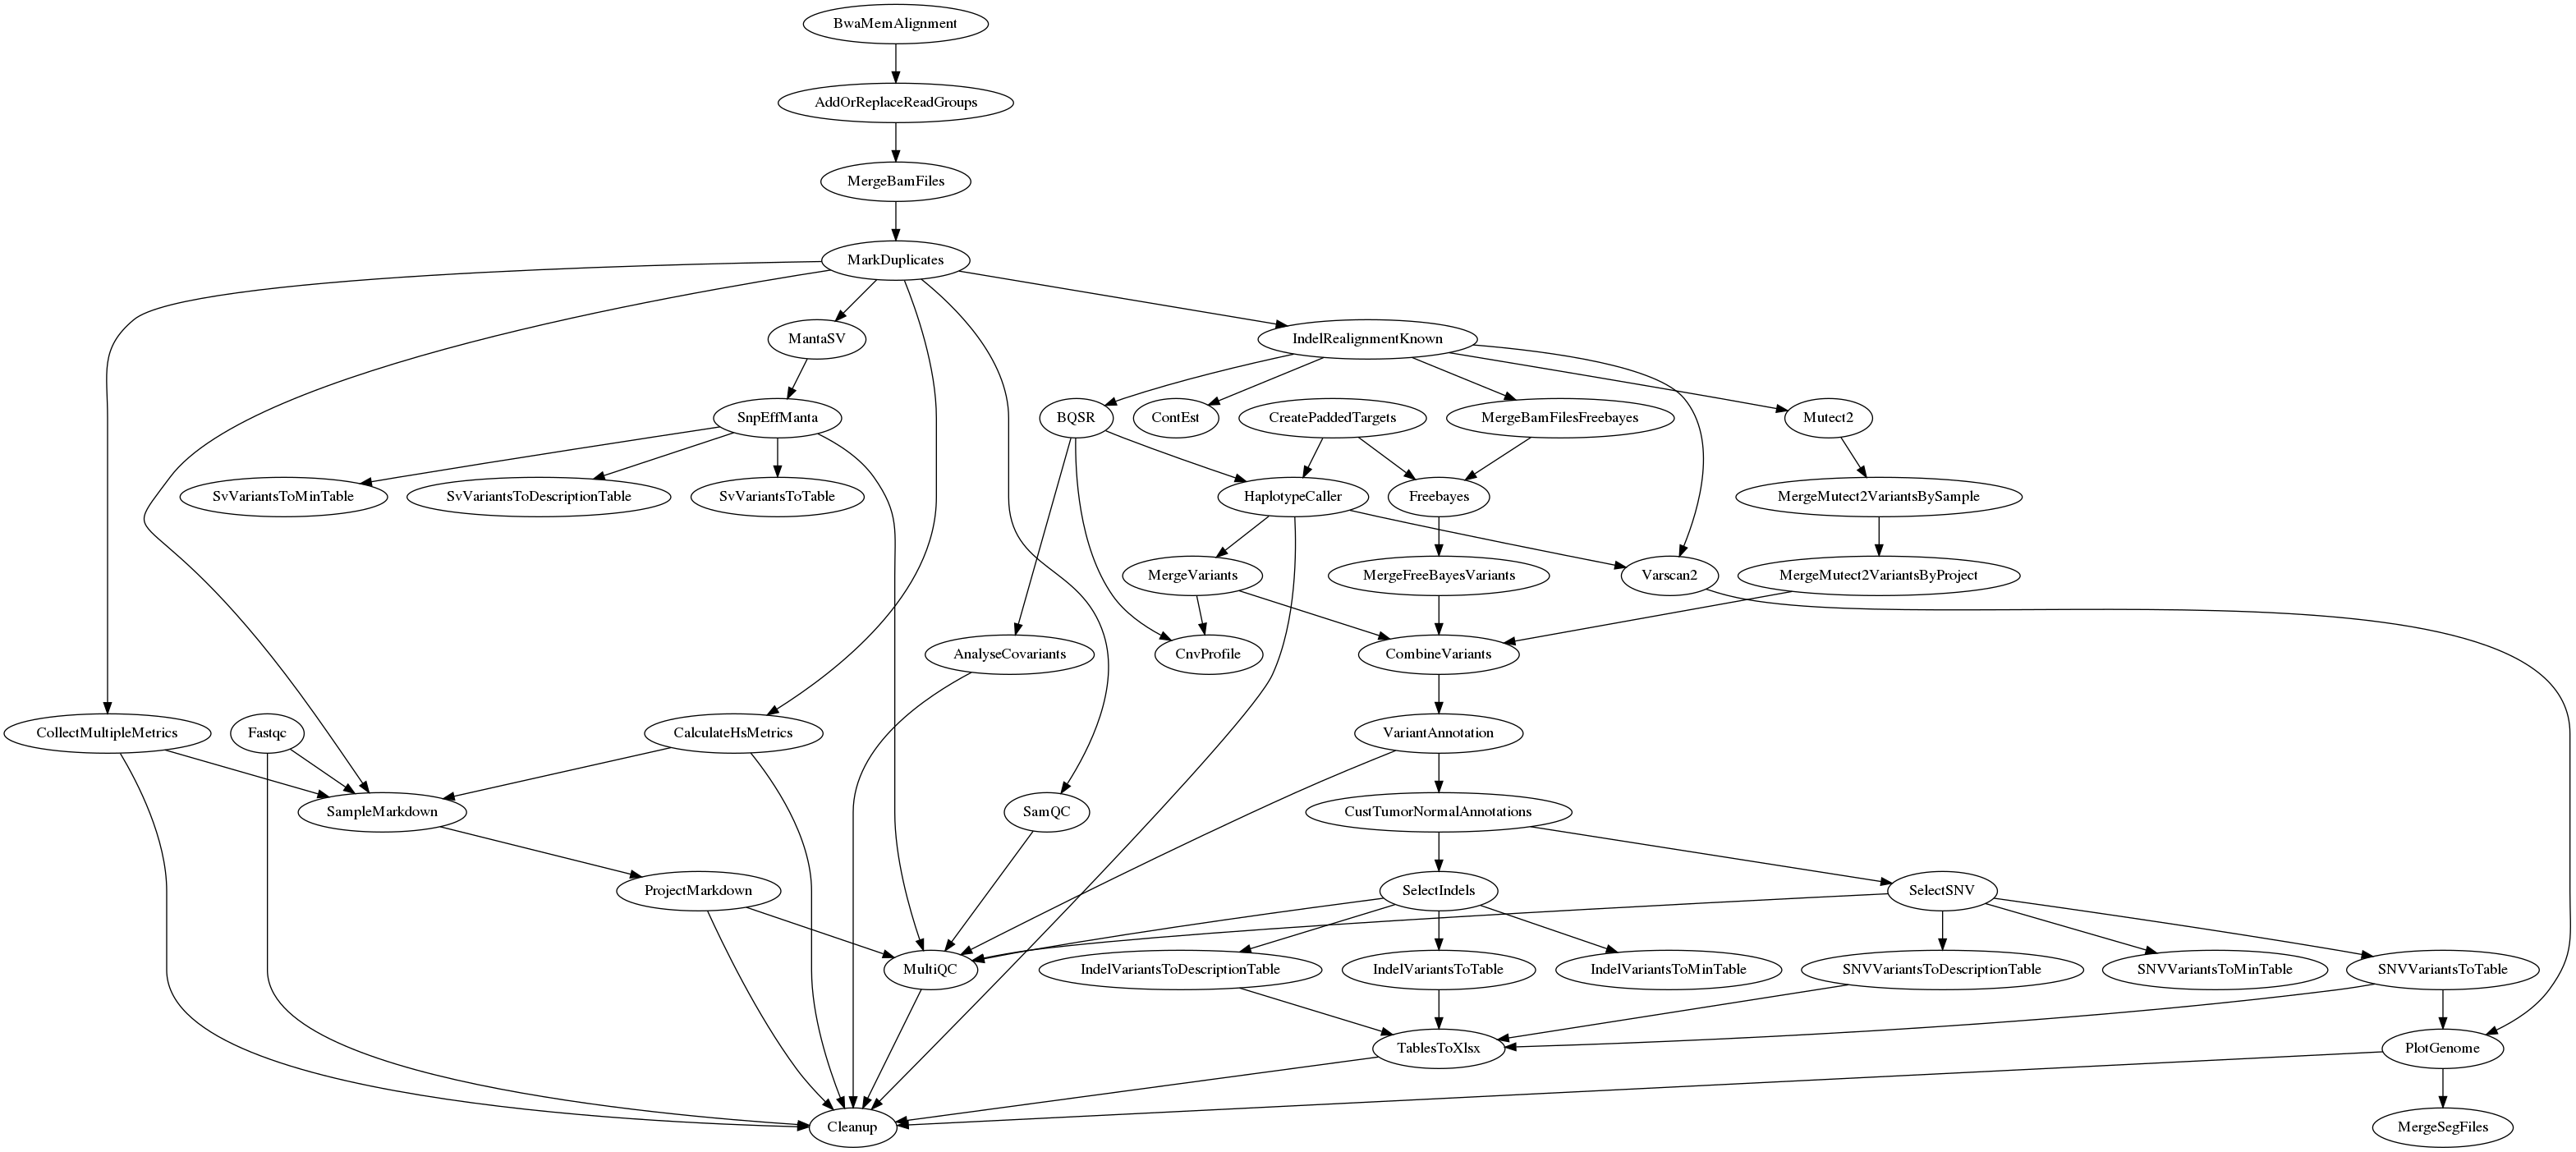 BwaMemAlignment
AddOrReplaceReadGroups
MergeBamFiles
MarkDuplicates
MantaSV
IndelRealignmentKnown
SnpEffManta
BQSR
ContEst
CreatePaddedTargets
MergeBamFilesFreebayes
Mutect2
SvVariantsToMinTable
SvVariantsToDescriptionTable
SvVariantsToTable
HaplotypeCaller
Freebayes
MergeMutect2VariantsBySample
MergeVariants
MergeFreeBayesVariants
Varscan2
MergeMutect2VariantsByProject
AnalyseCovariants
CnvProfile
CombineVariants
CollectMultipleMetrics
Fastqc
CalculateHsMetrics
VariantAnnotation
SampleMarkdown
SamQC
CustTumorNormalAnnotations
ProjectMarkdown
SelectIndels
SelectSNV
MultiQC
IndelVariantsToDescriptionTable
IndelVariantsToTable
IndelVariantsToMinTable
SNVVariantsToDescriptionTable
SNVVariantsToMinTable
SNVVariantsToTable
TablesToXlsx
PlotGenome
Cleanup
MergeSegFiles